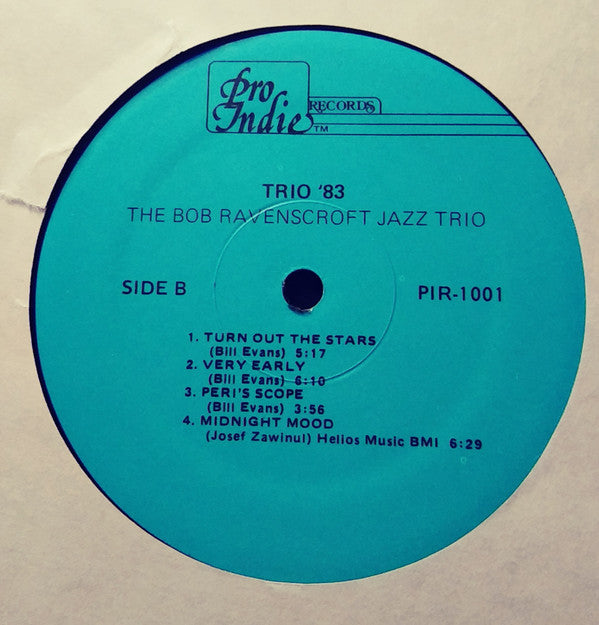 Pro
Indie RECORDS
TM
TRIO '83
THE BOB RAVENSCROFT JAZZ TRIO
SIDE B
PIR-1001
1. TURN OUT THE STARS
(Bill Evans) 5:17
2. VERY EARLY
(Bill Evans) 6:10
3. PERI'S SCOPE
(Bill Evans) 3:56
4. MIDNIGHT MOOD
(Josef Zawinul) Helios Music BMI 6:29